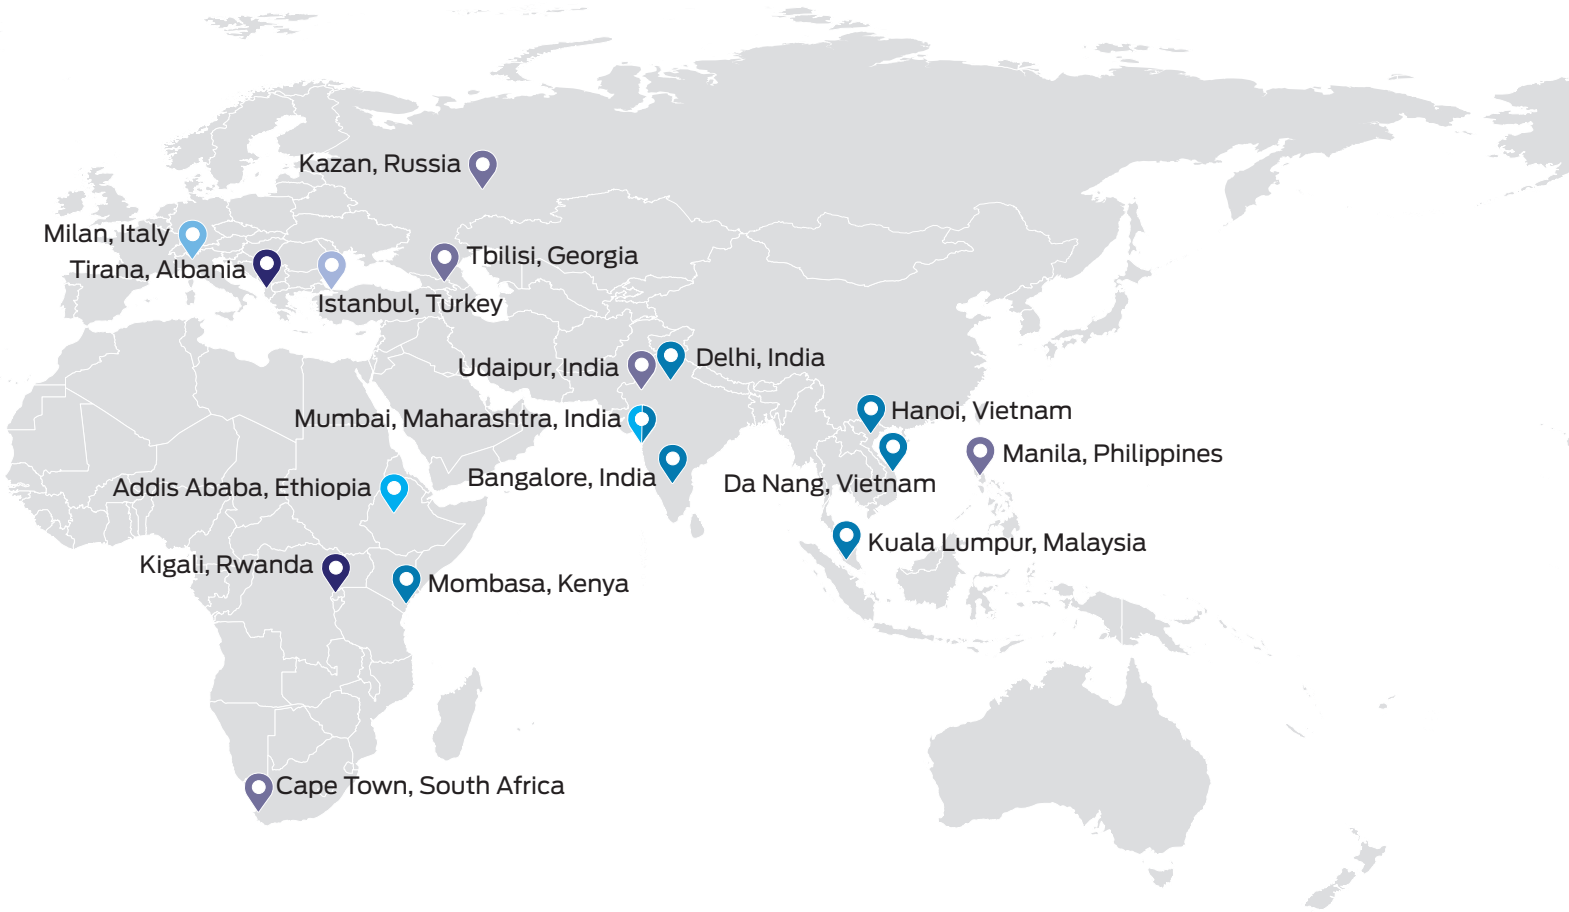 Kazan, Russia
Milan, Italy
Tirana, Albania
Tbilisi, Georgia
Istanbul, Turkey
Udaipur, India
Delhi, India
Mumbai, Maharashtra, India
Hanoi, Vietnam
Manila, Philippines
Bangalore, India
Da Nang, Vietnam
Addis Ababa, Ethiopia
Kuala Lumpur, Malaysia
Kigali, Rwanda
Mombasa, Kenya
Cape Town, South Africa